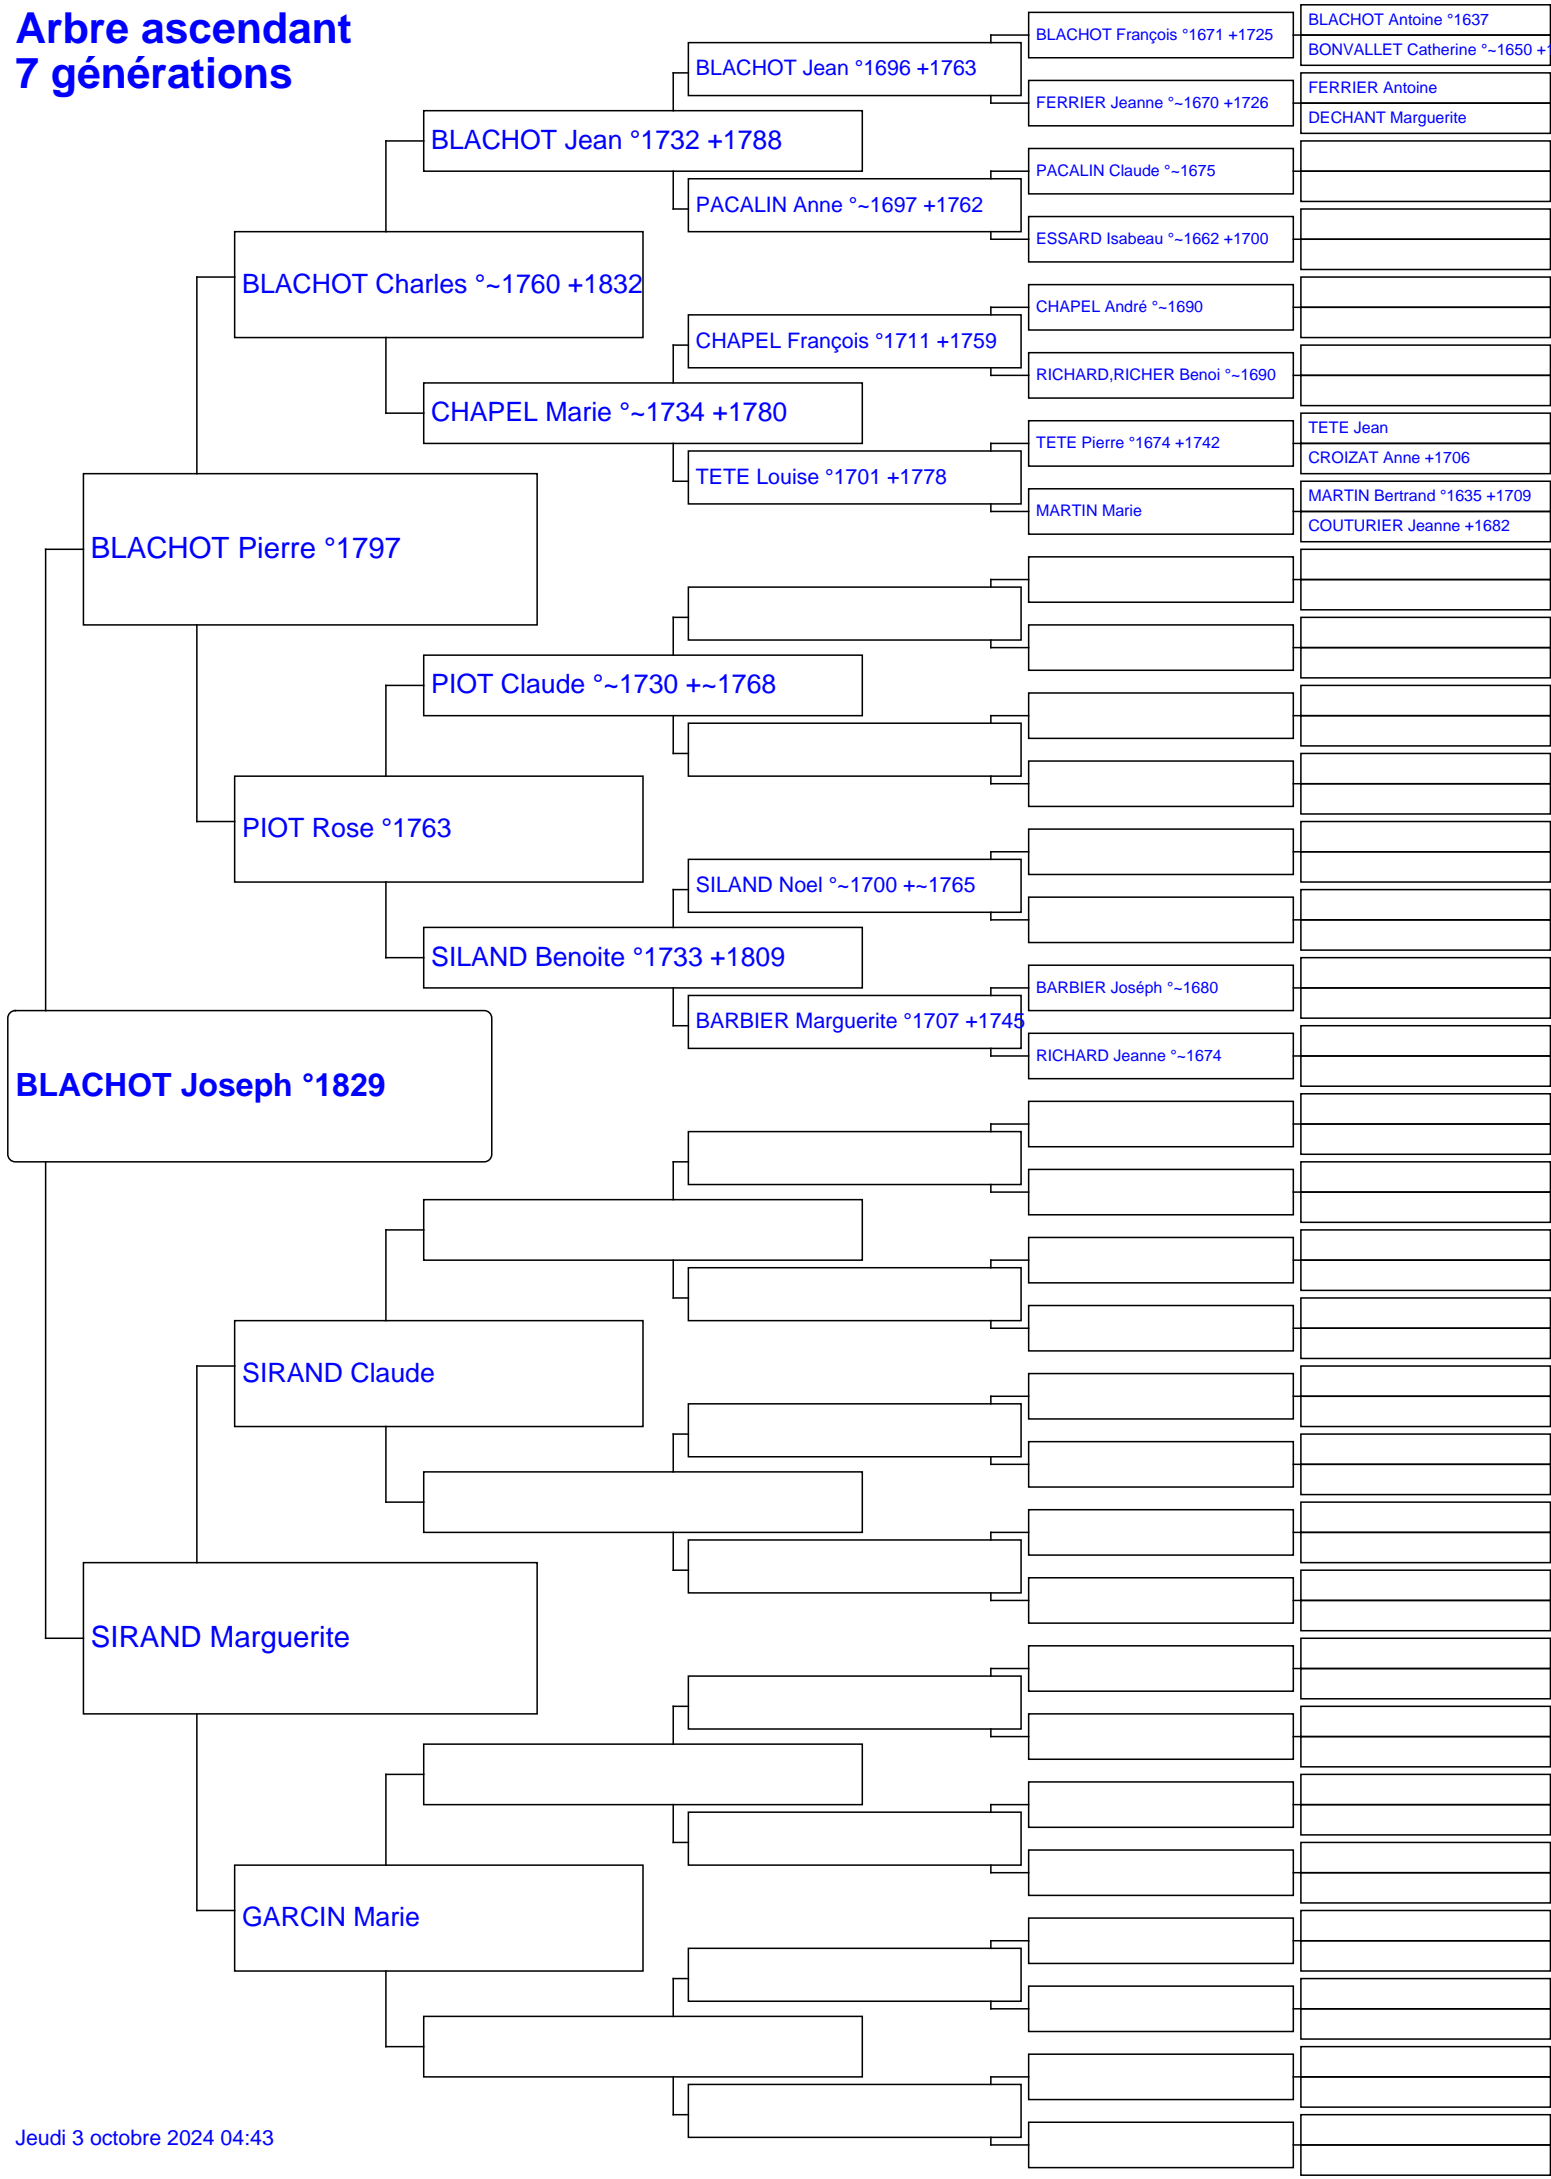 Arbre ascendant
7 générations
BLACHOT Joseph °1829
BLACHOT Pierre °1797
SIRAND Marguerite
BLACHOT Charles °~1760 +1832
PIOT Rose °1763
SIRAND Claude
GARCIN Marie
BLACHOT Jean °1732 +1788
CHAPEL Marie °~1734 +1780
PIOT Claude °~1730 +~1768
SILAND Benoite °1733 +1809
BLACHOT Jean °1696 +1763
PACALIN Anne °~1697 +1762
CHAPEL François °1711 +1759
TETE Louise °1701 +1778
SILAND Noel °~1700 +~1765
BARBIER Marguerite °1707 +1745
BLACHOT François °1671 +1725
FERRIER Jeanne °~1670 +1726
PACALIN Claude °~1675
ESSARD Isabeau °~1662 +1700
CHAPEL André °~1690
RICHARD,RICHER Benoi °~1690
TETE Pierre °1674 +1742
MARTIN Marie
BARBIER Joséph °~1680
RICHARD Jeanne °~1674
BLACHOT Antoine °1637
BONVALLET Catherine °~1650
FERRIER Antoine
DECHANT Marguerite
TETE Jean
CROIZAT Anne +1706
MARTIN Bertrand °1635 +1709
COUTURIER Jeanne +1682
Jeudi 3 octobre 2024 04:43